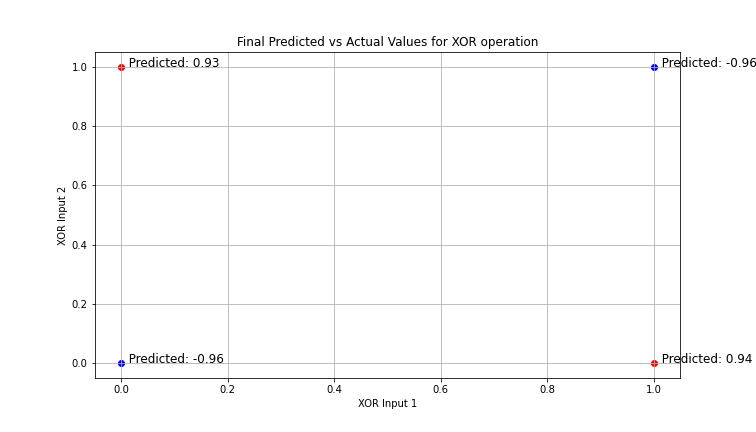 Final Predicted vs Actual Values for XOR operation
Predicted: 0.93
Predicted: -0.96
Predicted: -0.96
Predicted: 0.94
1.0
0.8
0.6
0.4
0.2
0.0
XOR Input 2
0.0 0.2 0.4 0.6 0.8 1.0
XOR Input 1